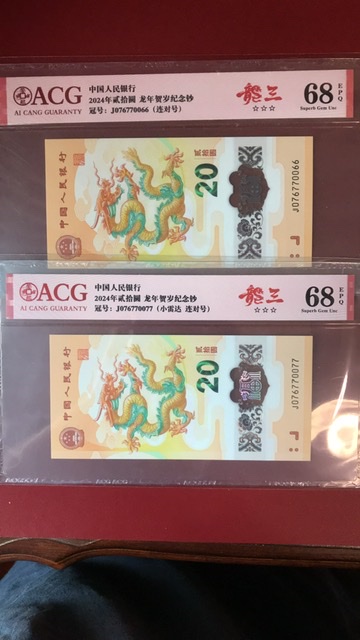 ACG
AI CANG GUARANTY
中国人民银行
2024年贰拾圆 龙年贺岁纪念钞
冠号：J076770066（连对号）
龍三
☆☆☆
68 EPQ
Superb Gem Unc
中国人民银行
贰拾圆
20
J076770066
ACG
AI CANG GUARANTY
中国人民银行
2024年贰拾圆 龙年贺岁纪念钞
冠号：J076770077（小雷达 连对号）
龍三
☆☆☆
68 EPQ
Superb Gem Unc
中国人民银行
贰拾圆
20
J076770077